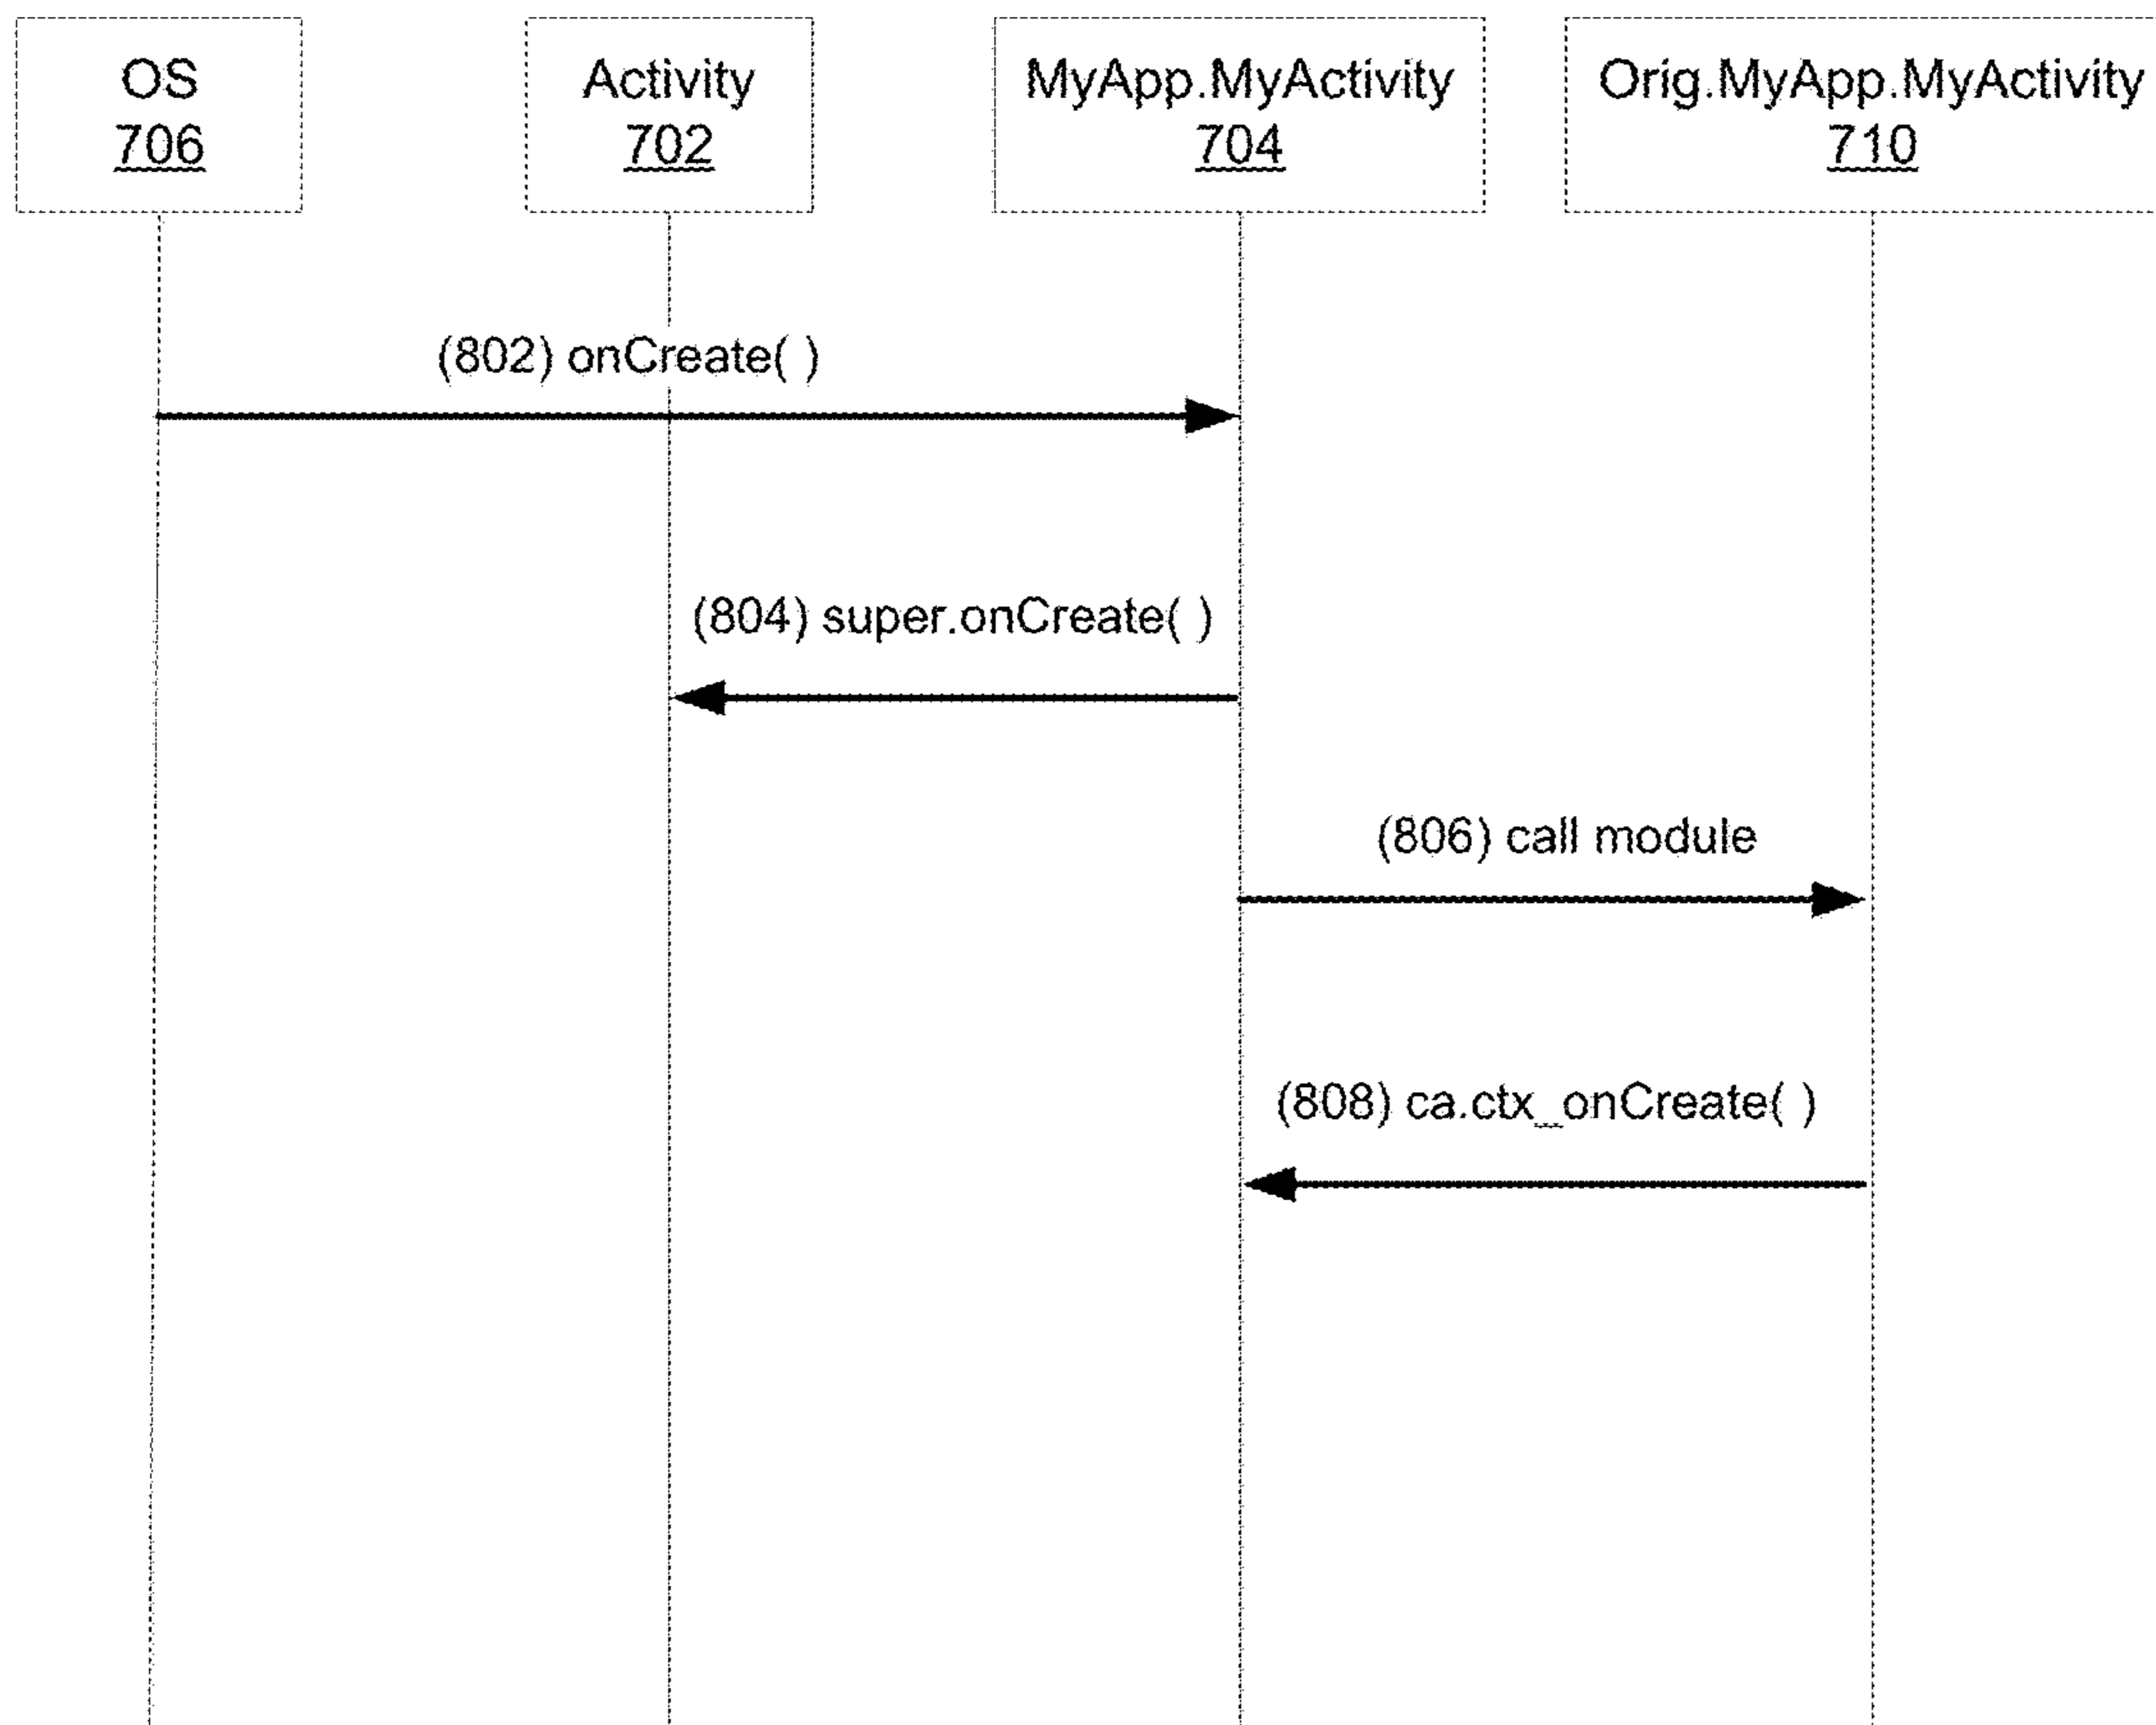 OS
706
Activity
702
MyApp.MyActivity
704
Orig.MyApp.MyActivity
710
(802) onCreate( )
(804) super.onCreate( )
(806) call module
(808) ca.ctx_onCreate( )